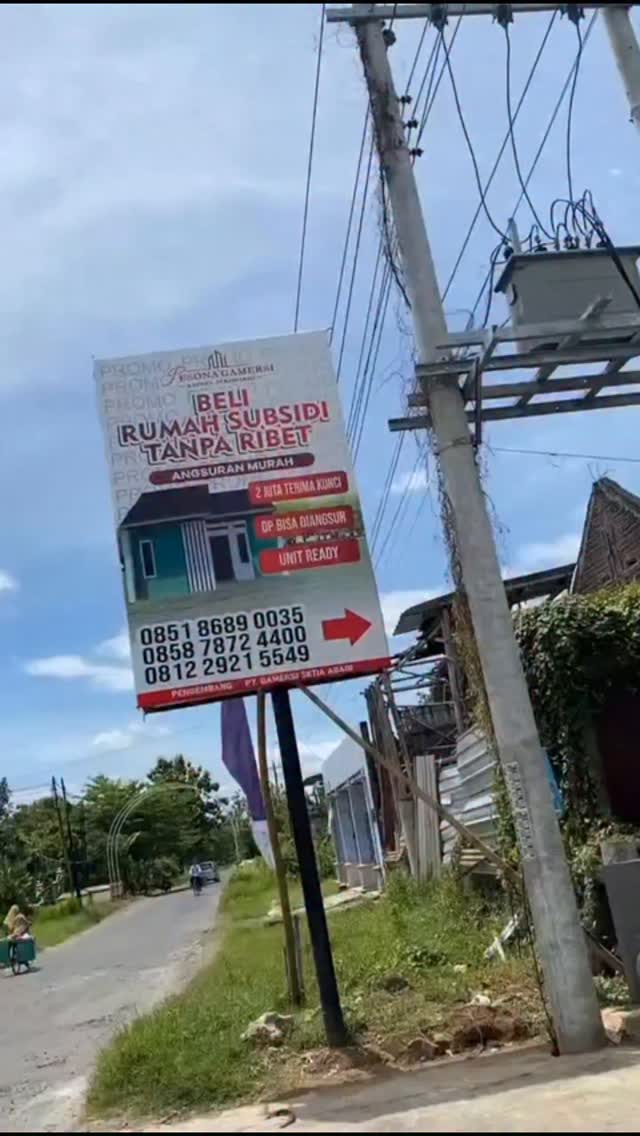 PROMO
PESONA GAMERSI
BELI
RUMAH SUBSIDI
TANPA RIBET
ANGSURAN MURAH
2 JUTA TERIMA KUNCI
DP BISA DIANGSUR
UNIT READY
0851 8689 0035
0858 7872 4400
0812 2921 5549
PENGEMBANG PT. GAMERSI SETIA ABADI